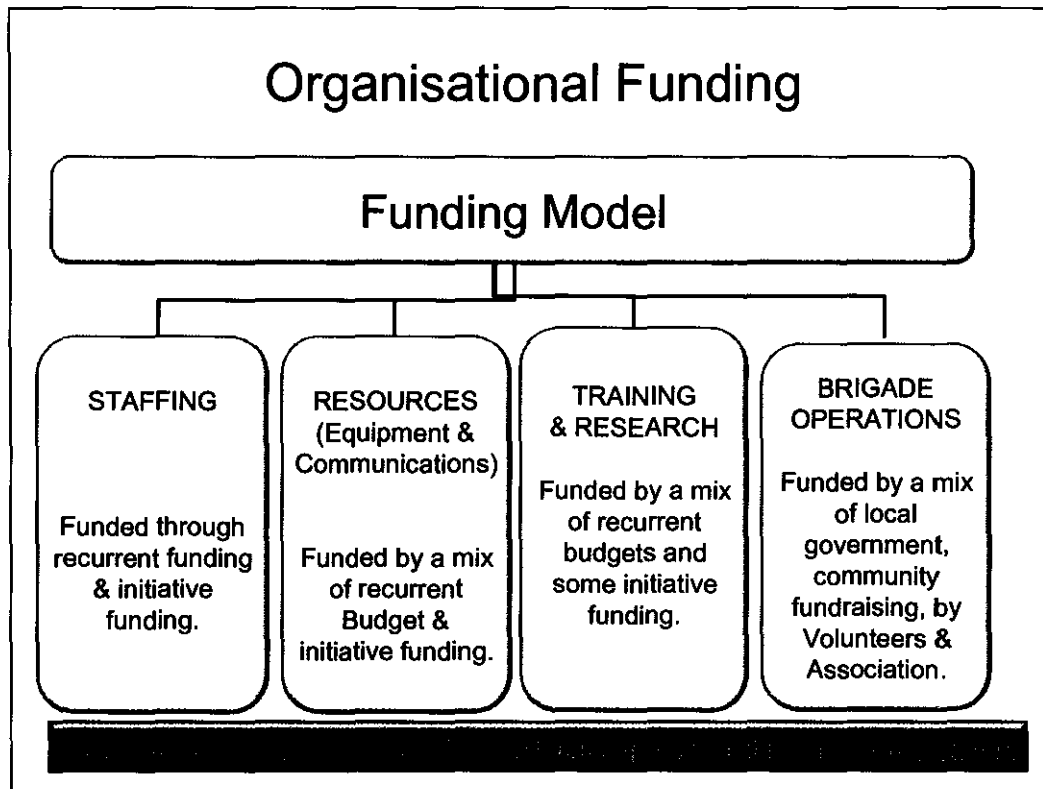 Organisational Funding
Funding Model
STAFFING
Funded through
recurrent funding
& initiative
funding.
RESOURCES
(Equipment &
Communications)
Funded by a mix
of recurrent
Budget &
initiative funding.
TRAINING
& RESEARCH
Funded by a mix
of recurrent
budgets and
some initiative
funding.
BRIGADE
OPERATIONS
Funded by a mix
of local
government,
community
fundraising, by
Volunteers &
Association.